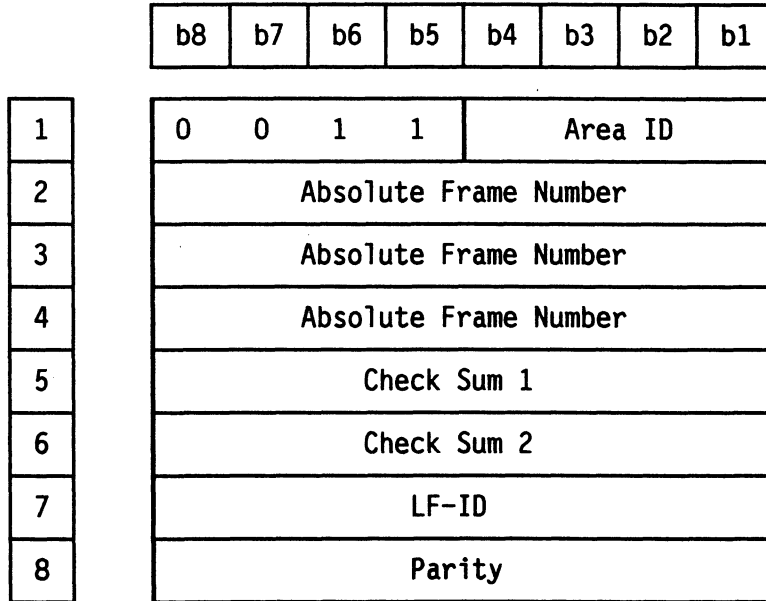 b8 b7 b6 b5 b4 b3 b2 b1
1 0 0 1 1 Area ID
2 Absolute Frame Number
3 Absolute Frame Number
4 Absolute Frame Number
5 Check Sum 1
6 Check Sum 2
7 LF-ID
8 Parity